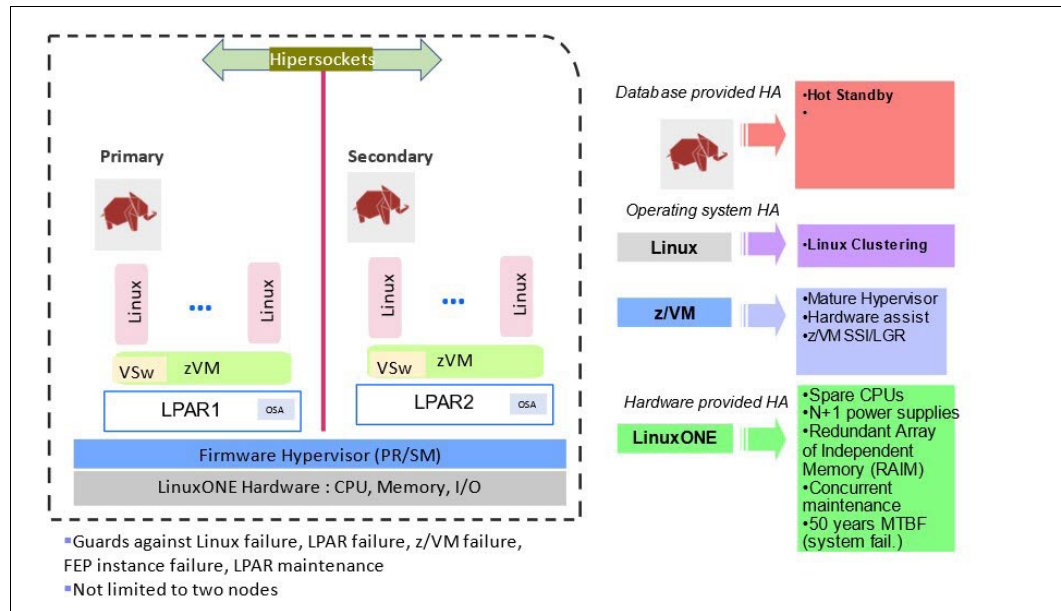 Hipersockets
Primary
Secondary
Linux
...
Linux
Linux
...
Linux
VSw
zVM
VSw
zVM
LPAR1
OSA
LPAR2
OSA
Firmware Hypervisor (PR/SM)
LinuxONE Hardware : CPU, Memory, I/O
▪Guards against Linux failure, LPAR failure, z/VM failure,
FEP instance failure, LPAR maintenance
▪Not limited to two nodes
Database provided HA
•Hot Standby
•
Operating system HA
Linux
•Linux Clustering
z/VM
•Mature Hypervisor
•Hardware assist
•z/VM SSI/LGR
Hardware provided HA
LinuxONE
•Spare CPUs
•N+1 power supplies
•Redundant Array
of Independent
Memory (RAIM)
•Concurrent
maintenance
•50 years MTBF
(system fail.)